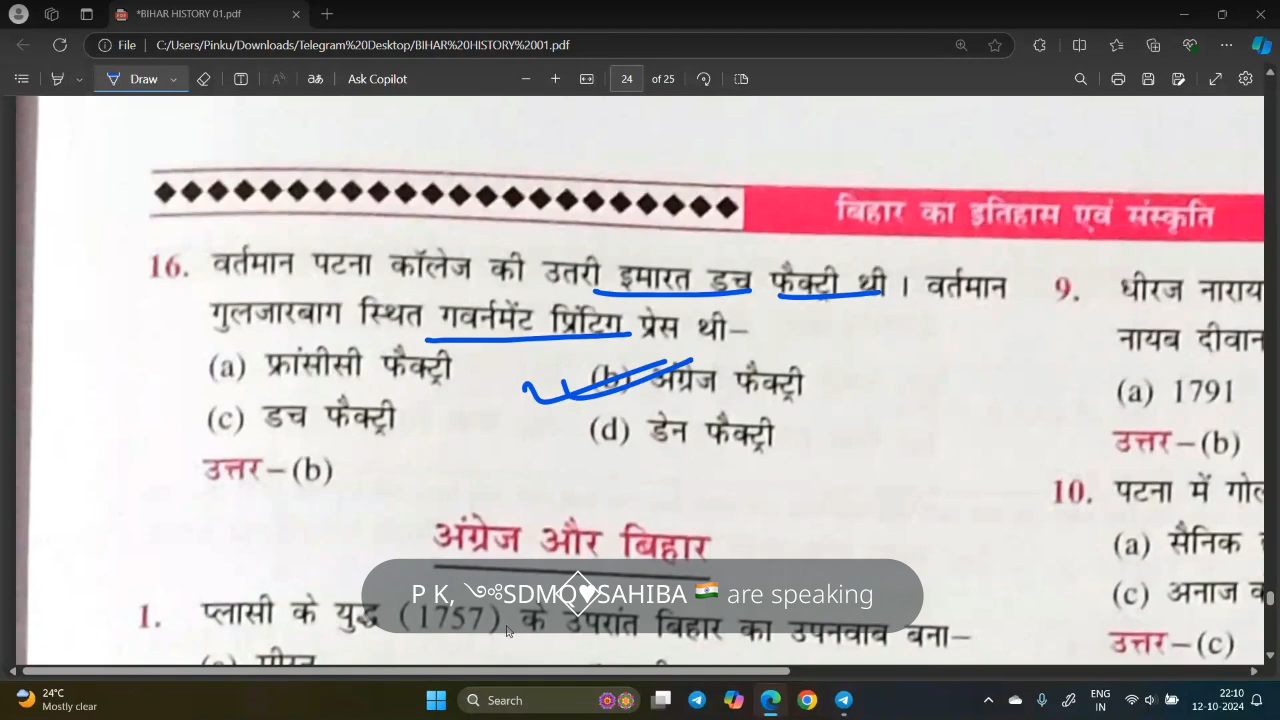 *BIHAR HISTORY 01.pdf
File C:/Users/Pinku/Downloads/Telegram%20Desktop/BIHAR%20HISTORY%2001.pdf
Draw Ask Copilot 24 of 25
बिहार का इतिहास एवं संस्कृति
16. वर्तमान पटना कॉलेज की उतरी इमारत डच फैक्ट्री थी । वर्तमान
गुलजारबाग स्थित गवर्नमेंट प्रिंटिग प्रेस थी–
(a) फ्रांसीसी फैक्ट्री (b) अंग्रेज फैक्ट्री
(c) डच फैक्ट्री (d) डेन फैक्ट्री
उत्तर–(b)
अंग्रेज और बिहार
1. प्लासी के युद्ध (1757) के उपरांत बिहार का उपनवाब बना–
9. धीरज नाराय
नायब दीवान
(a) 1791
उत्तर–(b)
10. पटना में गोल
(a) सैनिक
(c) अनाज
उत्तर–(c)
P K, SDM SAHIBA are speaking
24°C
Mostly clear
Search
ENG
IN
22:10
12-10-2024